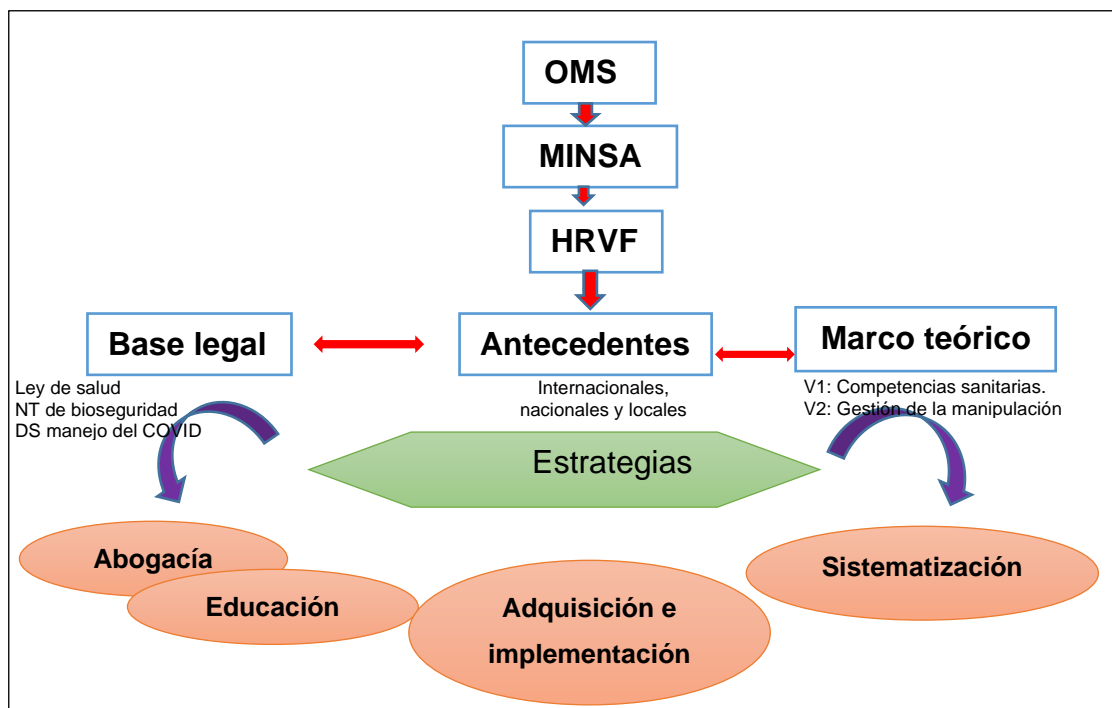 OMS
MINSA
HRVF
Base legal
Antecedentes
Marco teórico
Ley de salud
NT de bioseguridad
DS manejo del COVID
Internacionales,
nacionales y locales
V1: Competencias sanitarias.
V2: Gestión de la manipulación
Estrategias
Abogacía
Educación
Adquisición e
implementación
Sistematización